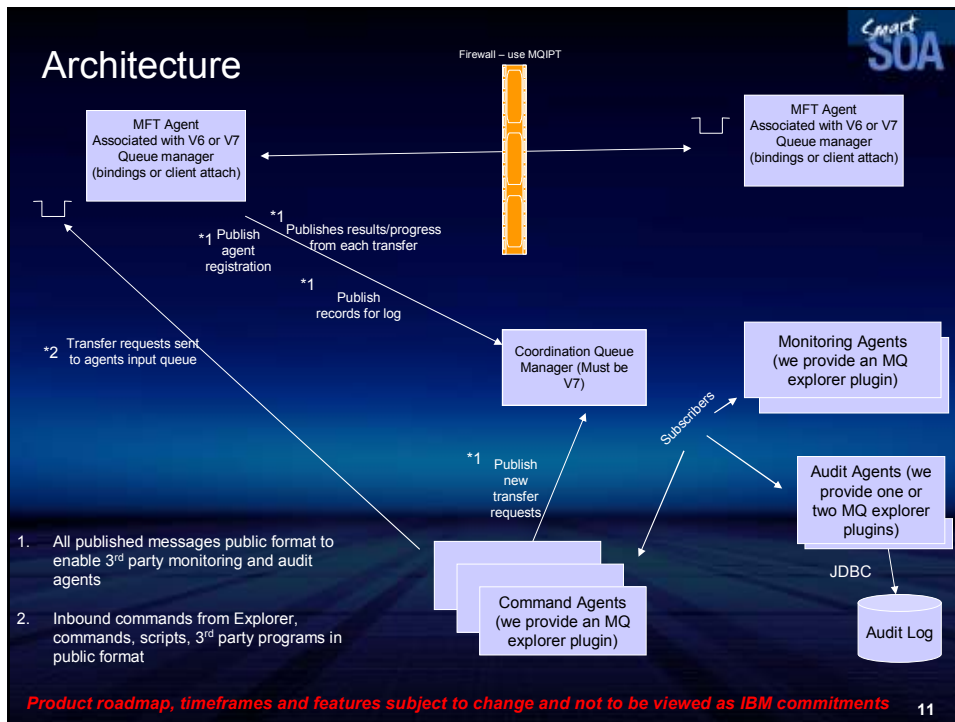 Architecture
Firewall – use MQIPT
Smart
SOA
MFT Agent
Associated with V6 or V7
Queue manager
(bindings or client attach)
MFT Agent
Associated with V6 or V7
Queue manager
(bindings or client attach)
*1 Publish
agent
registration
*1
Publishes results/progress
from each transfer
*1
Publish
records for log
*2 Transfer requests sent
to agents input queue
Coordination Queue
Manager (Must be
V7)
Monitoring Agents
(we provide an MQ
explorer plugin)
Subscribers
*1 Publish
new
transfer
requests
Audit Agents (we
provide one or
two MQ explorer
plugins)
JDBC
Audit Log
Command Agents
(we provide an MQ
explorer plugin)
1. All published messages public format to
enable 3rd party monitoring and audit
agents
2. Inbound commands from Explorer,
commands, scripts, 3rd party programs in
public format
Product roadmap, timeframes and features subject to change and not to be viewed as IBM commitments
11